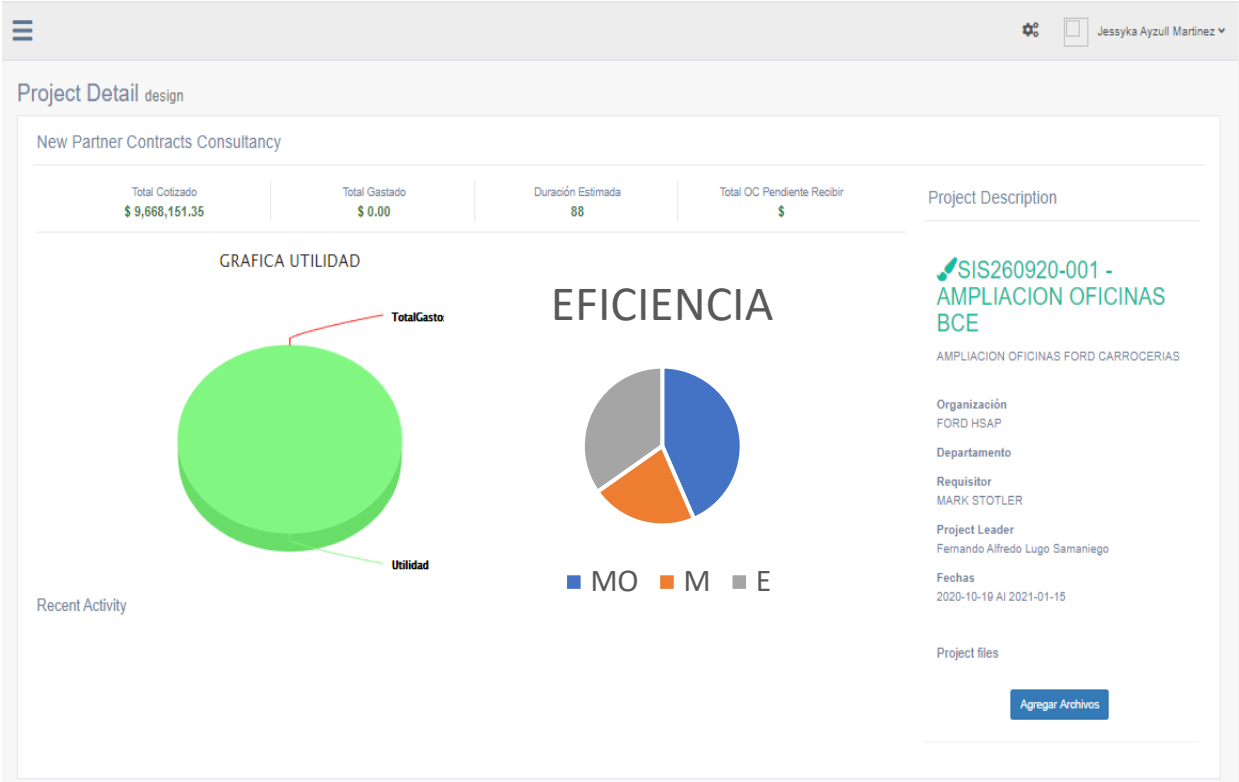 Jessyka Ayzull Martinez
Project Detail design
New Partner Contracts Consultancy
Total Cotizado
$ 9,668,151.35
Total Gastado
$ 0.00
Duración Estimada
88
Total OC Pendiente Recibir
$
GRAFICA UTILIDAD
TotalGasto
Utilidad
EFICIENCIA
MO M E
Recent Activity
Project Description
SIS260920-001 -
AMPLIACION OFICINAS
BCE
AMPLIACION OFICINAS FORD CARROCERIAS
Organización
FORD HSAP
Departamento
Requisitor
MARK STOTLER
Project Leader
Fernando Alfredo Lugo Samaniego
Fechas
2020-10-19 Al 2021-01-15
Project files
Agregar Archivos